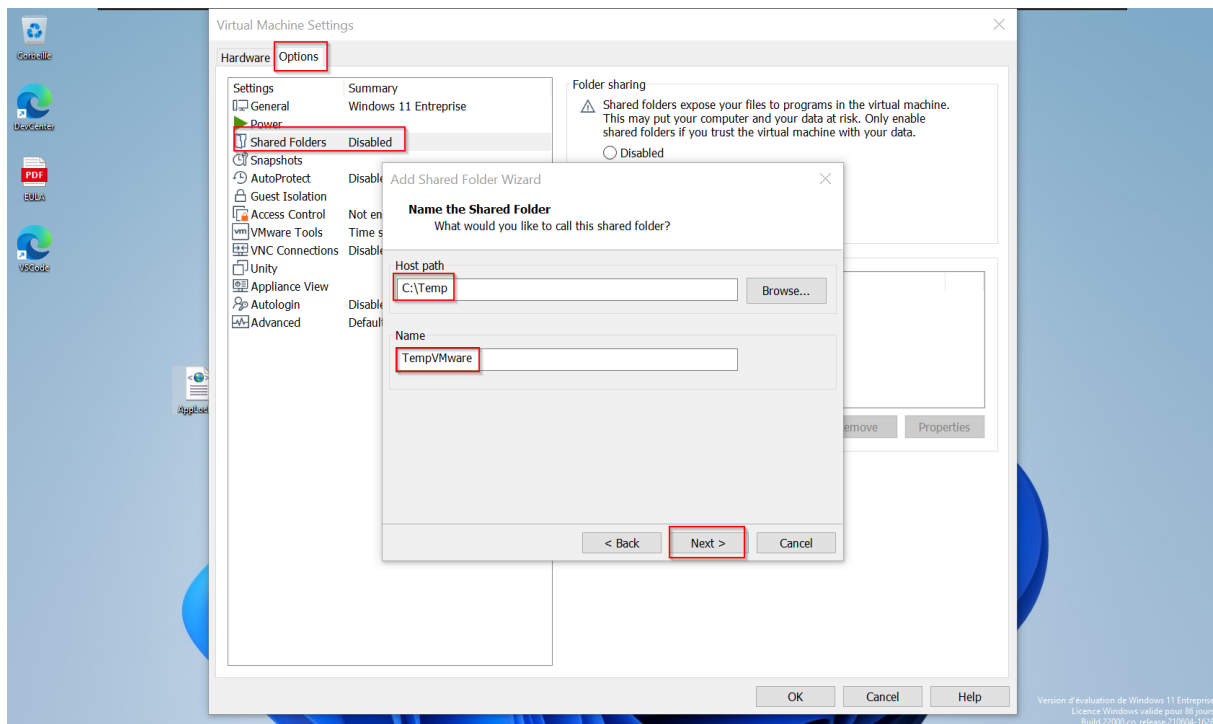 Corbeille
DevCenter
PDF
EULA
VSCode
Virtual Machine Settings
Hardware
Options
Settings Summary
General Windows 11 Entreprise
Power
Shared Folders Disabled
Snapshots
AutoProtect
Guest Isolation
Access Control Not en
VMware Tools Time s
VNC Connections
Unity
Appliance View
Autologin
Advanced
Folder sharing
Shared folders expose your files to programs in the virtual machine.
This may put your computer and your data at risk. Only enable
shared folders if you trust the virtual machine with your data.
Disabled
Add Shared Folder Wizard
Name the Shared Folder
What would you like to call this shared folder?
Host path
C:\Temp
Browse...
Name
TempVMware
< Back
Next >
Cancel
Properties
OK
Cancel
Help
Version d'évaluation de Windows 11 Entreprise
Licence Windows valide pour 86 jours